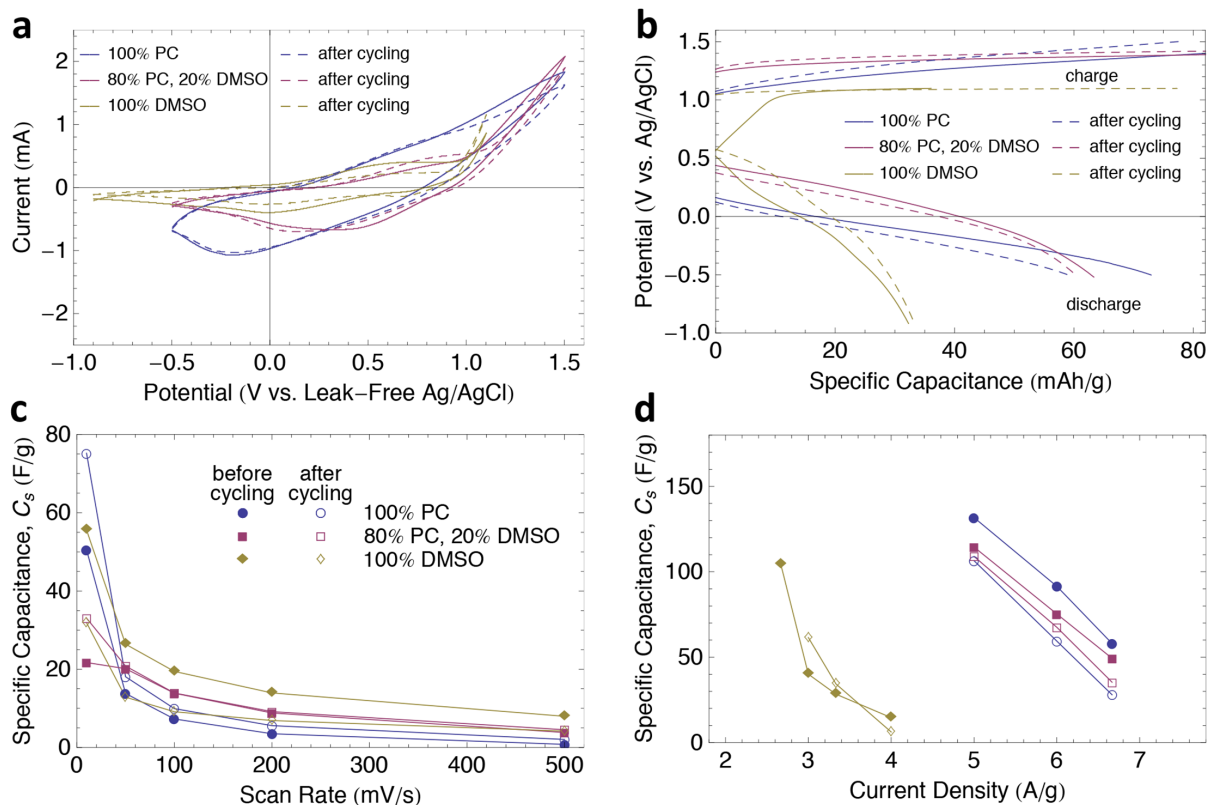 a
Current (mA)
2
1
0
−1
−2
100% PC
after cycling
80% PC, 20% DMSO
after cycling
100% DMSO
after cycling
−1.0 −0.5 0.0 0.5 1.0 1.5
Potential (V vs. Leak−Free Ag/AgCl)
b
Potential (V vs. Ag/AgCl)
1.5
1.0
0.5
0.0
−0.5
−1.0
charge
100% PC
after cycling
80% PC, 20% DMSO
after cycling
100% DMSO
after cycling
discharge
0 20 40 60 80
Specific Capacitance (mAh/g)
c
Specific Capacitance, Cs (F/g)
80
60
40
20
0
before cycling
after cycling
100% PC
80% PC, 20% DMSO
100% DMSO
0 100 200 300 400 500
Scan Rate (mV/s)
d
Specific Capacitance, Cs (F/g)
150
100
50
0
2 3 4 5 6 7
Current Density (A/g)